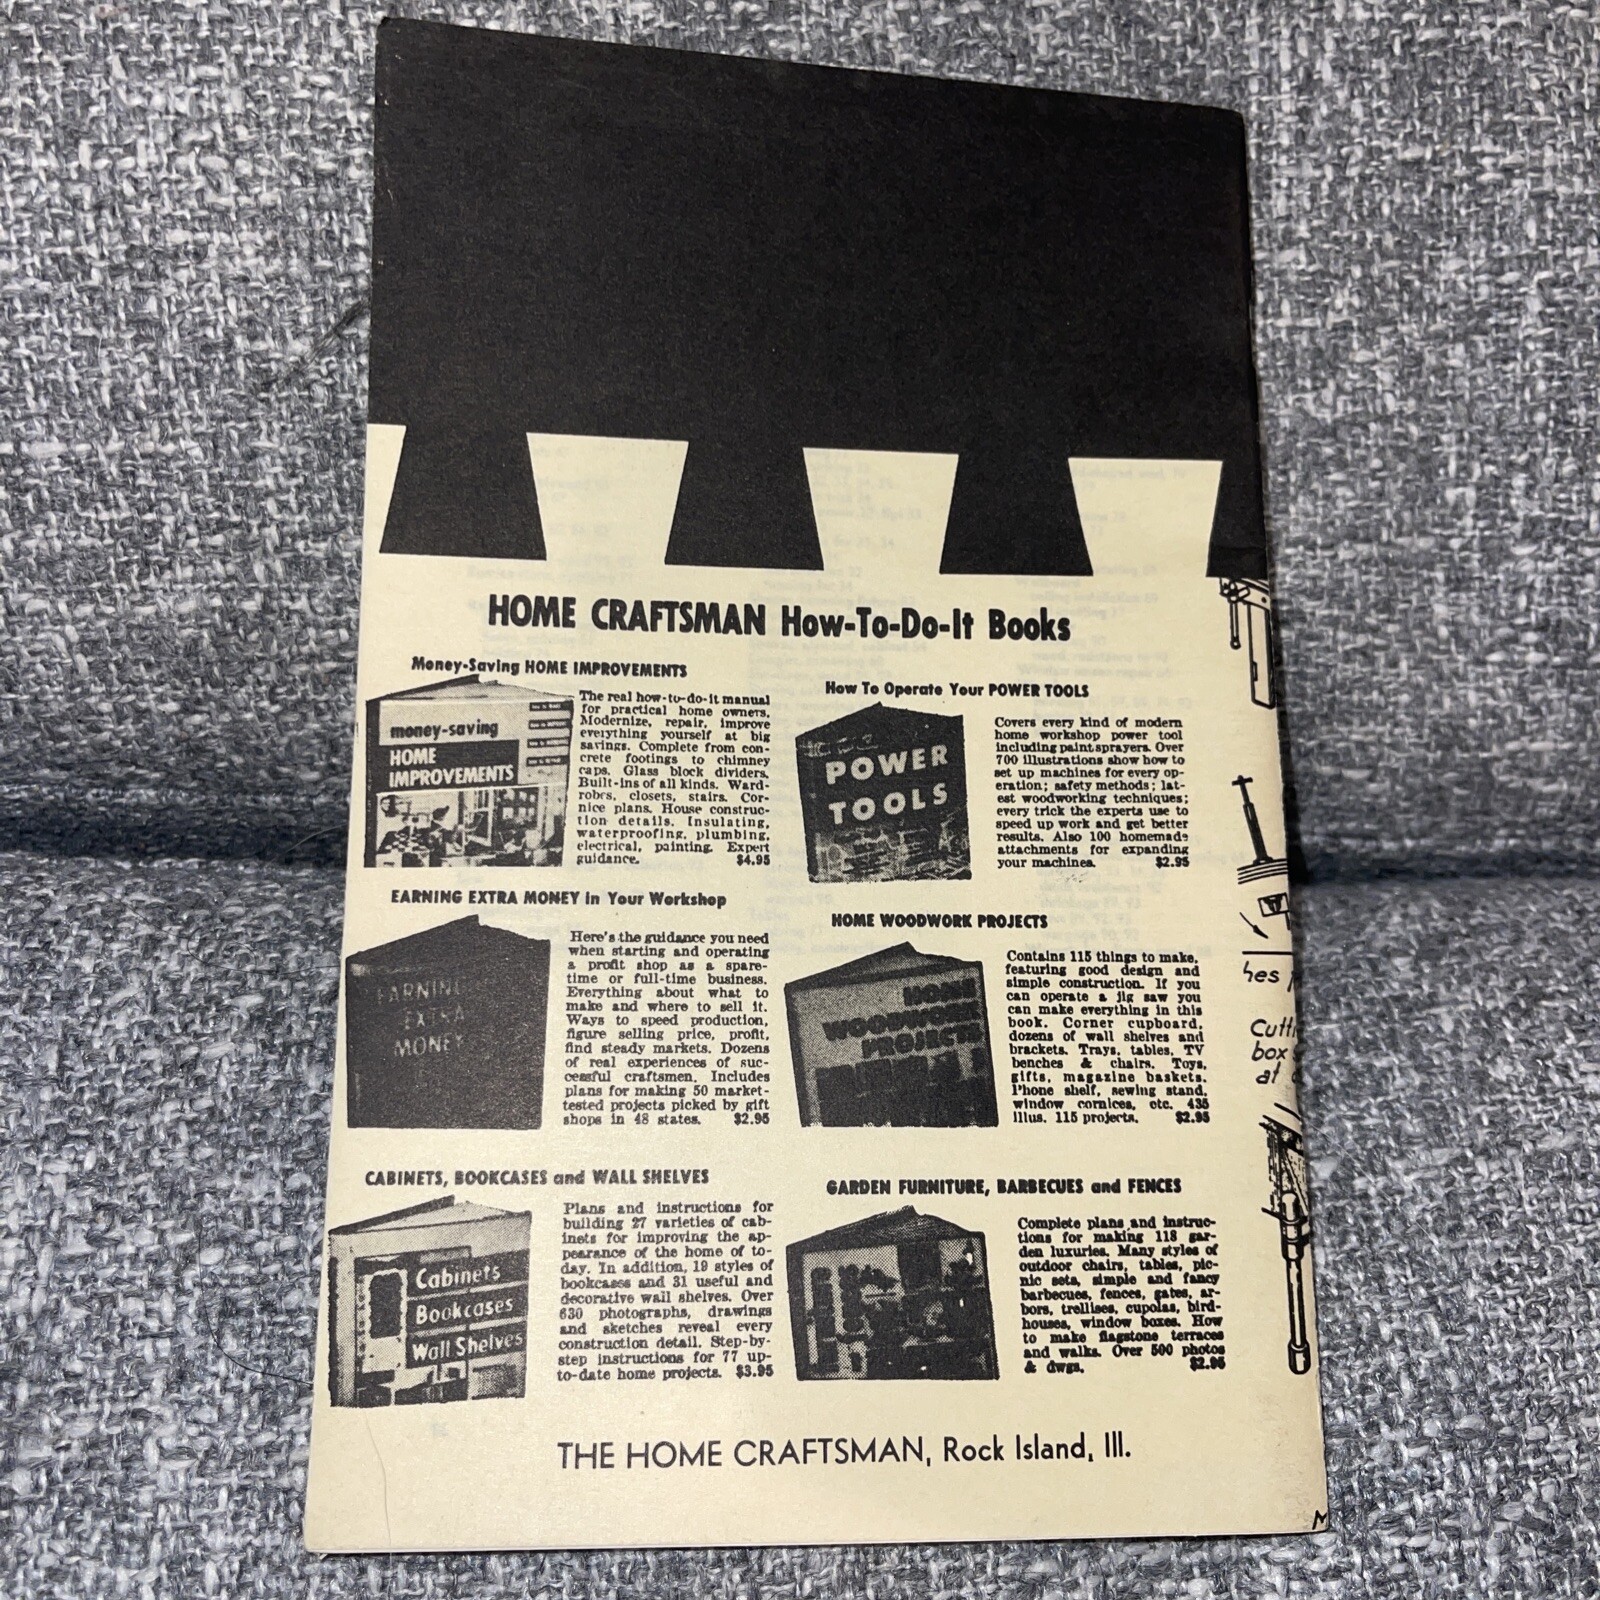 HOME CRAFTSMAN How-To-Do-It Books
Money-Saving HOME IMPROVEMENTS
money-saving
HOME
IMPROVEMENTS
The real how-to-do-it manual
for practical home owners.
Modernize, repair, improve
everything yourself at big
savings. Complete from con-
crete footings to chimney
caps. Glass block dividers.
Built-ins of all kinds. Ward-
robes, closets, stairs. Cor-
nice plans. House construc-
tion details. Insulating,
waterproofing, plumbing,
electrical, painting. Expert
guidance. $4.95
How To Operate Your POWER TOOLS
POWER
TOOLS
Covers every kind of modern
home workshop power tool
including paint sprayers. Over
700 illustrations show how to
set up machines for every op-
eration; safety methods; lat-
est woodworking techniques;
every trick the experts use to
speed up work and get better
results. Also 100 homemade
attachments for expanding
your machines. $2.95
EARNING EXTRA MONEY in Your Workshop
EARNING
EXTRA
MONEY
Here's the guidance you need
when starting and operating
a profit shop as a spare-
time or full-time business.
Everything about what to
make and where to sell it.
Ways to speed production,
figure selling price, profit,
find steady markets. Dozens
of real experiences of suc-
cessful craftsmen. Includes
plans for making 50 market-
tested projects picked by gift
shops in 48 states. $2.95
HOME WOODWORK PROJECTS
HOME
WOODWORK
PROJECTS
Contains 115 things to make,
featuring good design and
simple construction. If you
can operate a jig saw you
can make everything in this
book. Corner cupboard,
dozens of wall shelves and
brackets. Trays, tables, TV
benches & chairs. Toys,
gifts, magazine baskets.
Phone shelf, sewing stand,
window cornices, etc. 435
illus. 115 projects. $2.95
CABINETS, BOOKCASES and WALL SHELVES
Cabinets
Bookcases
Wall Shelves
Plans and instructions for
building 27 varieties of cab-
inets for improving the ap-
pearance of the home of to-
day. In addition, 19 styles of
bookcases and 31 useful and
decorative wall shelves. Over
630 photographs, drawings
and sketches reveal every
construction detail. Step-by-
step instructions for 77 up-
to-date home projects. $3.95
GARDEN FURNITURE, BARBECUES and FENCES
Complete plans and instruc-
tions for making 118 gar-
den luxuries. Many styles of
outdoor chairs, tables, pic-
nic sets, simple and fancy
barbecues, fences, gates, ar-
bors, trellises, cupolas, bird-
houses, window boxes. How
to make flagstone terraces
and walks. Over 500 photos
& dwgs. $2.95
THE HOME CRAFTSMAN, Rock Island, Ill.
hes
Cutti
box
at